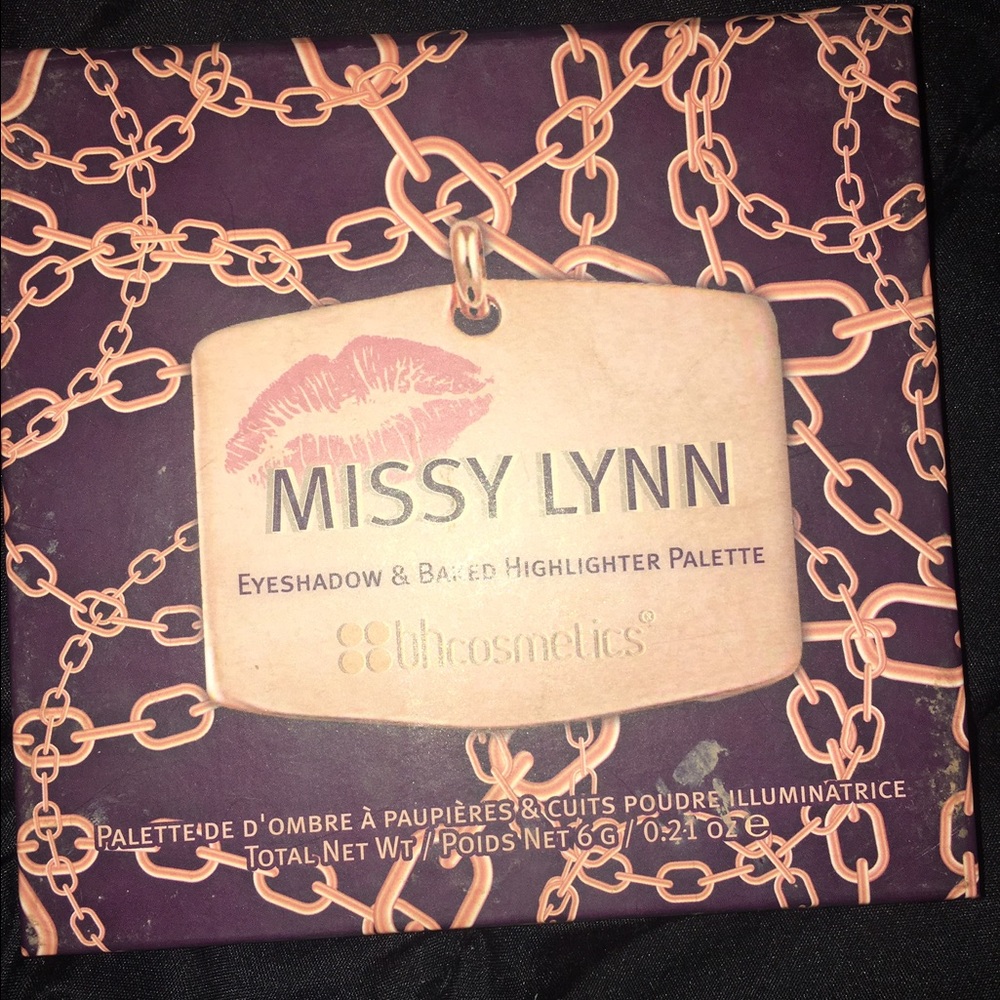 MISSY LYNN
EYESHADOW & BAKED HIGHLIGHTER PALETTE
bhcosmetics®
PALETTE DE D'OMBRE À PAUPIÈRES & CUITS POUDRE ILLUMINATRICE
TOTAL NET WT / POIDS NET 6 G / 0.21 OZ e